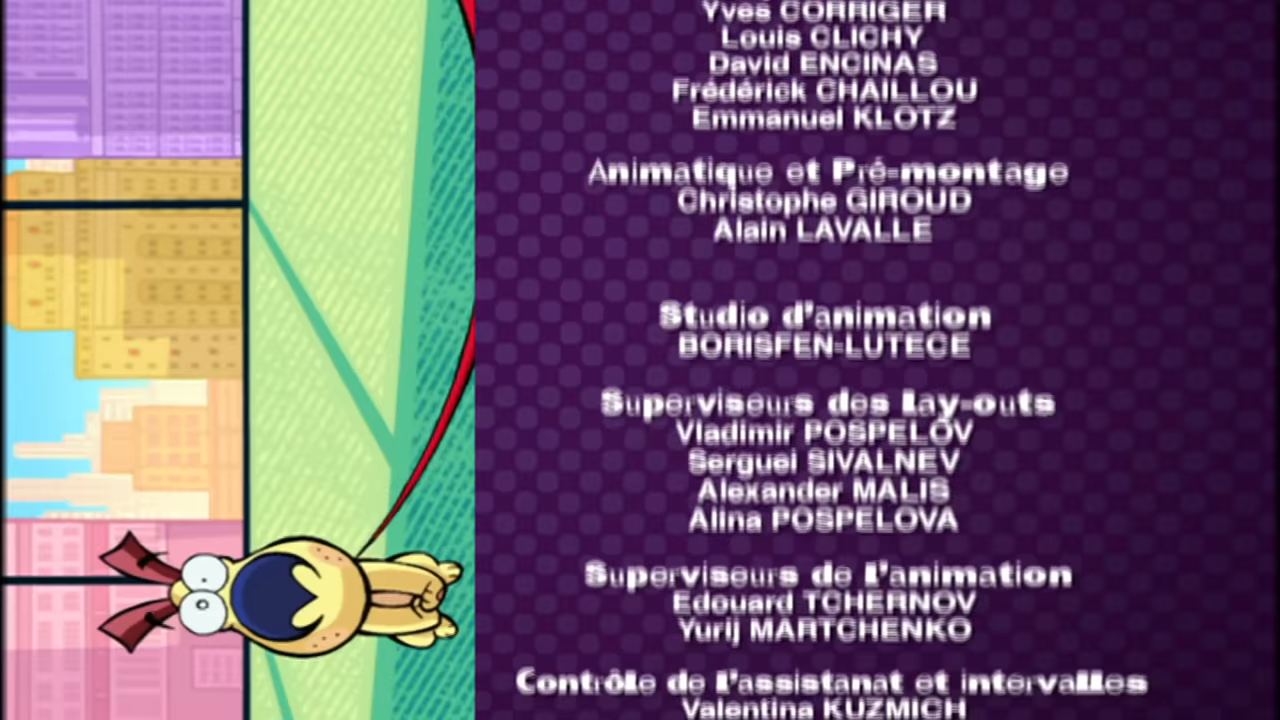 Yves CORRIGER
Louis CLICHY
David ENCINAS
Frédérick CHAILLOU
Emmanuel KLOTZ
Animatique et Pré-montage
Christophe GIROUD
Alain LAVALLE
Studio d'animation
BORISFEN-LUTECE
Superviseurs des Lay-outs
Vladimir POSPELOV
Serguei SIVALNEV
Alexander MALIS
Alina POSPELOVA
Superviseurs de l'animation
Edouard TCHERNOV
Yurij MARTCHENKO
Contrôle de l'assistanat et intervalles
Valentina KUZMICH